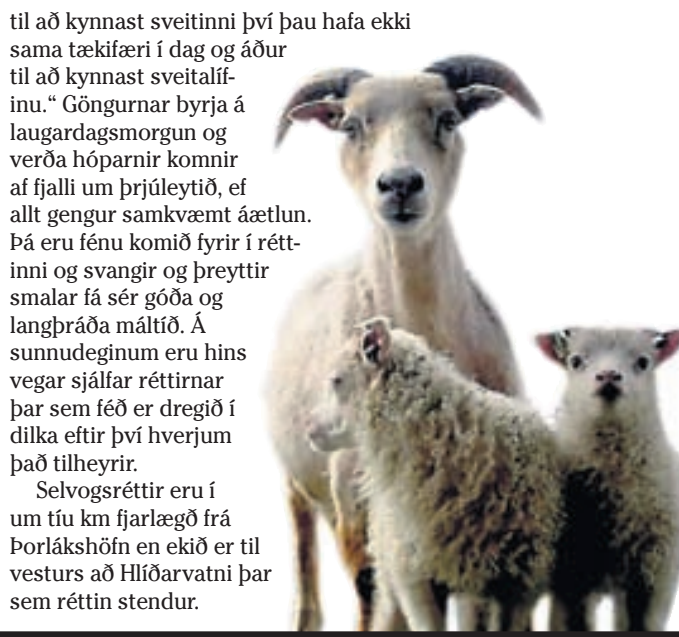 til að kynnast sveitinni því þau hafa ekki
sama tækifæri í dag og áður
til að kynnast sveitalíf-
inu.“ Göngurnar byrja á
laugardagsmorgun og
verða hóparnir komnir
af fjalli um þrjúleytið, ef
allt gengur samkvæmt áætlun.
Þá eru fénu komið fyrir í rétt-
inni og svangir og þreyttir
smalar fá sér góða og
langþráða máltíð. Á
sunnudeginum eru hins
vegar sjálfar réttirnar
þar sem féð er dregið í
dilka eftir því hverjum
það tilheyrir.
Selvogsréttir eru í
um tíu km fjarlægð frá
Þorlákshöfn en ekið er til
vesturs að Hlíðarvatni þar
sem réttin stendur.